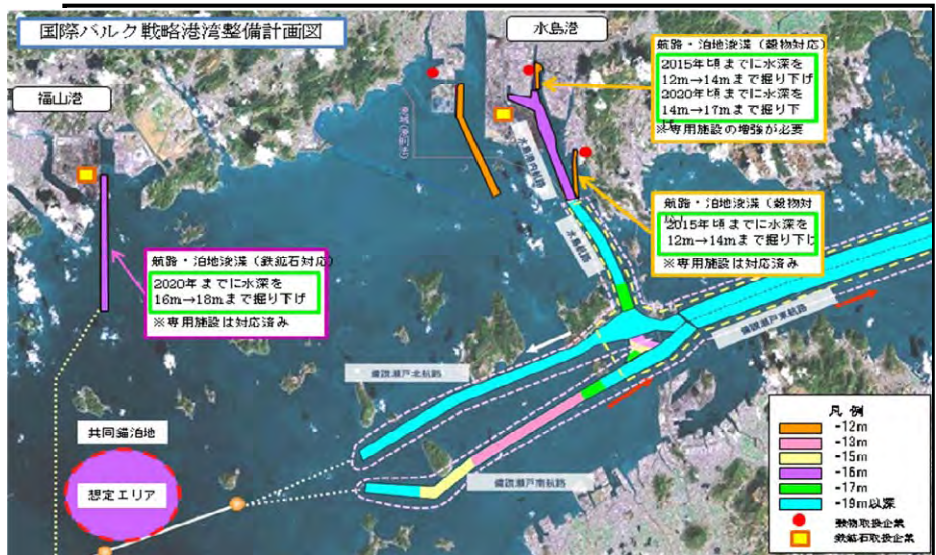 国際バルク戦略港湾整備計画図
水島港
福山港
航路・泊地浚渫（穀物対応）
2015年頃までに水深を
12m→14mまで掘り下げ
2020年頃までに水深を
14m→17mまで掘り下
げ
※専用施設の増強が必要
水島港内航路
航路・泊地浚渫（穀物対
2015年頃までに水深を
12m→14mまで掘り下げ
※専用施設は対応済み
水島航路
航路・泊地浚渫（鉄鉱石対応）
2020年までに水深を
16m→18mまで掘り下げ
※専用施設は対応済み
備讃瀬戸東航路
備讃瀬戸北航路
備讃瀬戸南航路
共同錨泊地
想定エリア
凡例
-12m
-13m
-15m
-16m
-17m
-19m以深
穀物取扱企業
鉄鉱石取扱企業